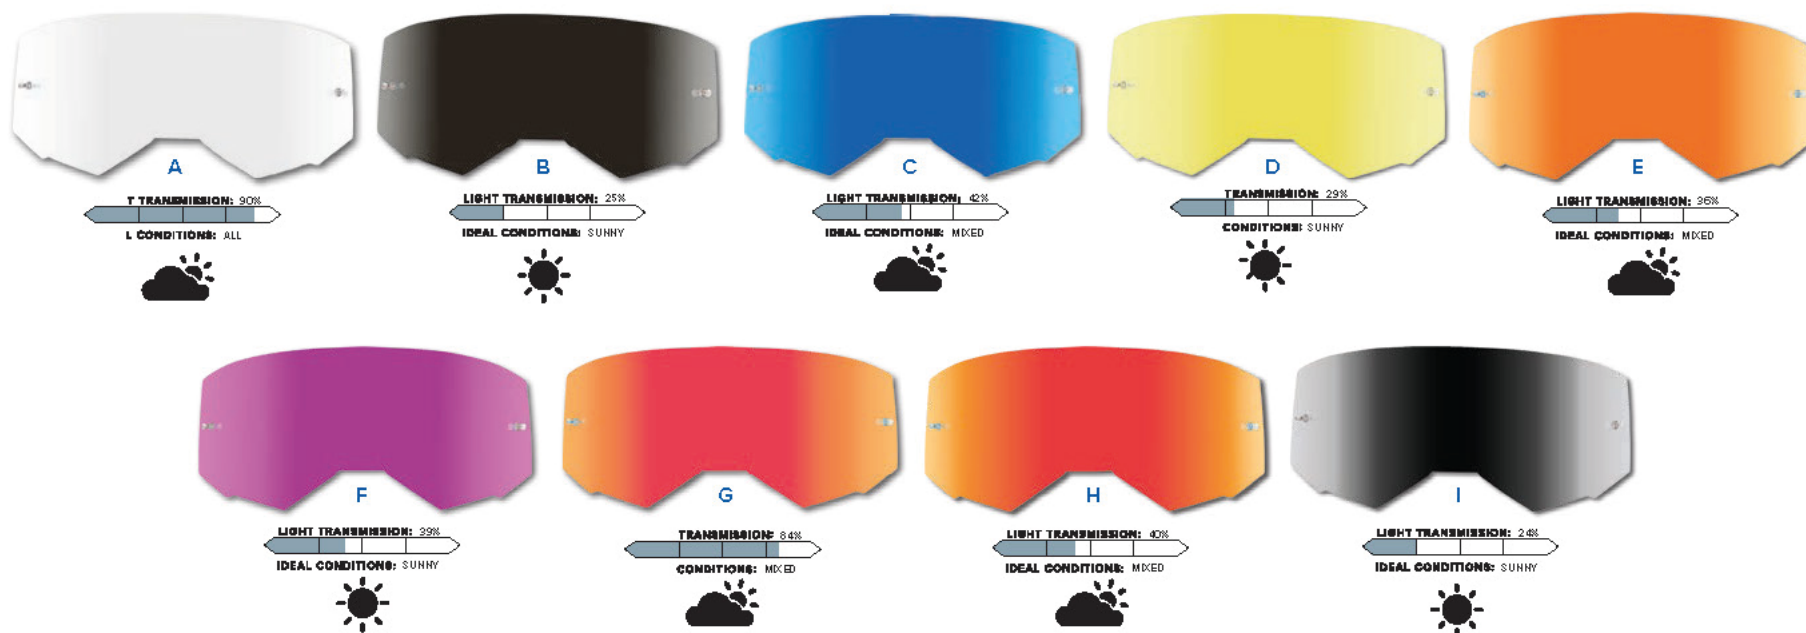 A
T TRANSMISSION: 90%
L CONDITIONS: ALL
B
LIGHT TRANSMISSION: 25%
IDEAL CONDITIONS: SUNNY
C
LIGHT TRANSMISSION: 42%
IDEAL CONDITIONS: MIXED
D
TRANSMISSION: 29%
CONDITIONS: SUNNY
E
LIGHT TRANSMISSION: 36%
IDEAL CONDITIONS: MIXED
F
LIGHT TRANSMISSION: 39%
IDEAL CONDITIONS: SUNNY
G
TRANSMISSION: 84%
CONDITIONS: MIXED
H
LIGHT TRANSMISSION: 40%
IDEAL CONDITIONS: MIXED
I
LIGHT TRANSMISSION: 24%
IDEAL CONDITIONS: SUNNY